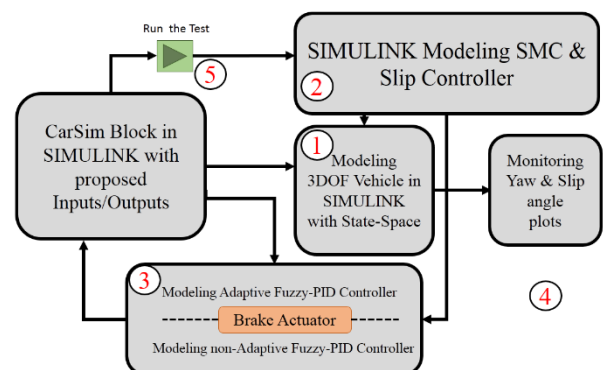 Run the Test
5
SIMULINK Modeling SMC &
Slip Controller
2
CarSim Block in
SIMULINK with
proposed
Inputs/Outputs
1
Modeling
3DOF Vehicle in
SIMULINK
with State-Space
Monitoring
Yaw & Slip
angle
plots
3
Modeling Adaptive Fuzzy-PID Controller
Brake Actuator
Modeling non-Adaptive Fuzzy-PID Controller
4